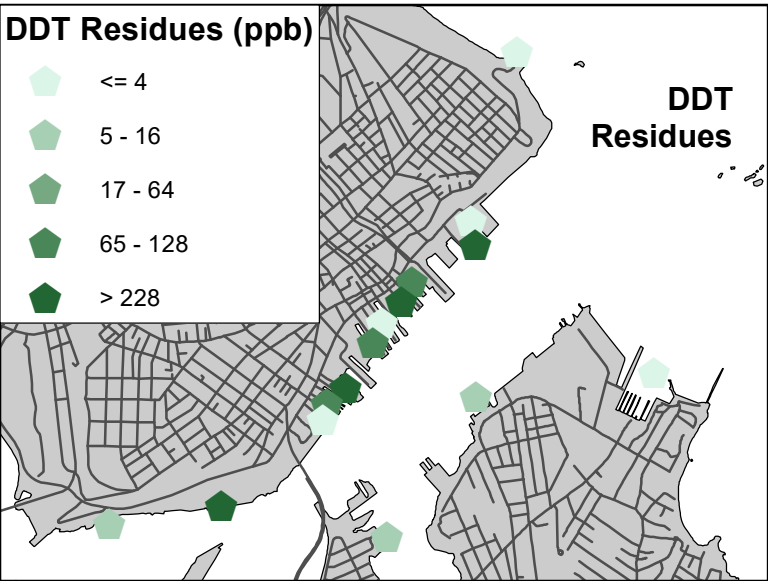 DDT Residues (ppb)
<= 4
5 - 16
17 - 64
65 - 128
> 228
DDT
Residues